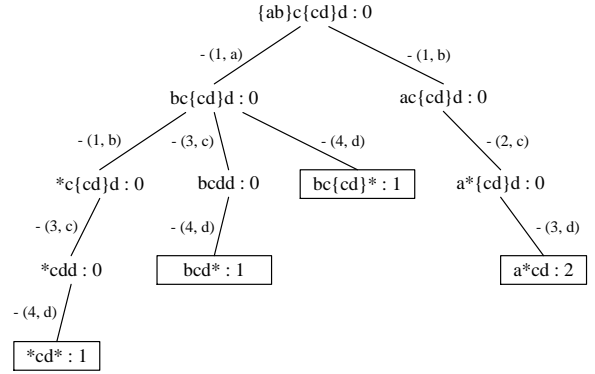 {ab}c{cd}d : 0
- (1, a)
- (1, b)
bc{cd}d : 0
ac{cd}d : 0
- (1, b)
- (3, c)
- (4, d)
- (2, c)
*c{cd}d : 0
bcdd : 0
bc{cd}* : 1
a*{cd}d : 0
- (3, c)
- (4, d)
- (3, d)
*cdd : 0
bcd* : 1
a*cd : 2
- (4, d)
*cd* : 1